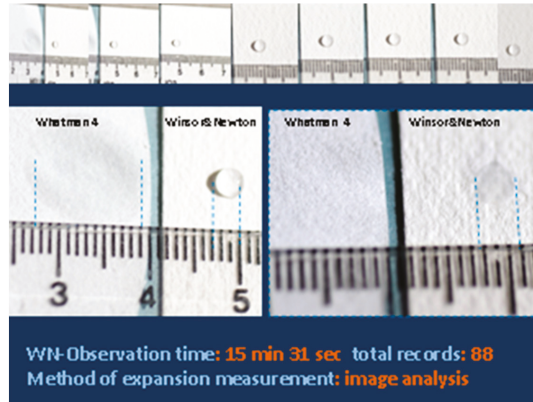 Whatman 4
Winsor&Newton
Whatman 4
Winsor&Newton
3 4 5
WN-Observation time: 15 min 31 sec total records: 88
Method of expansion measurement: image analysis